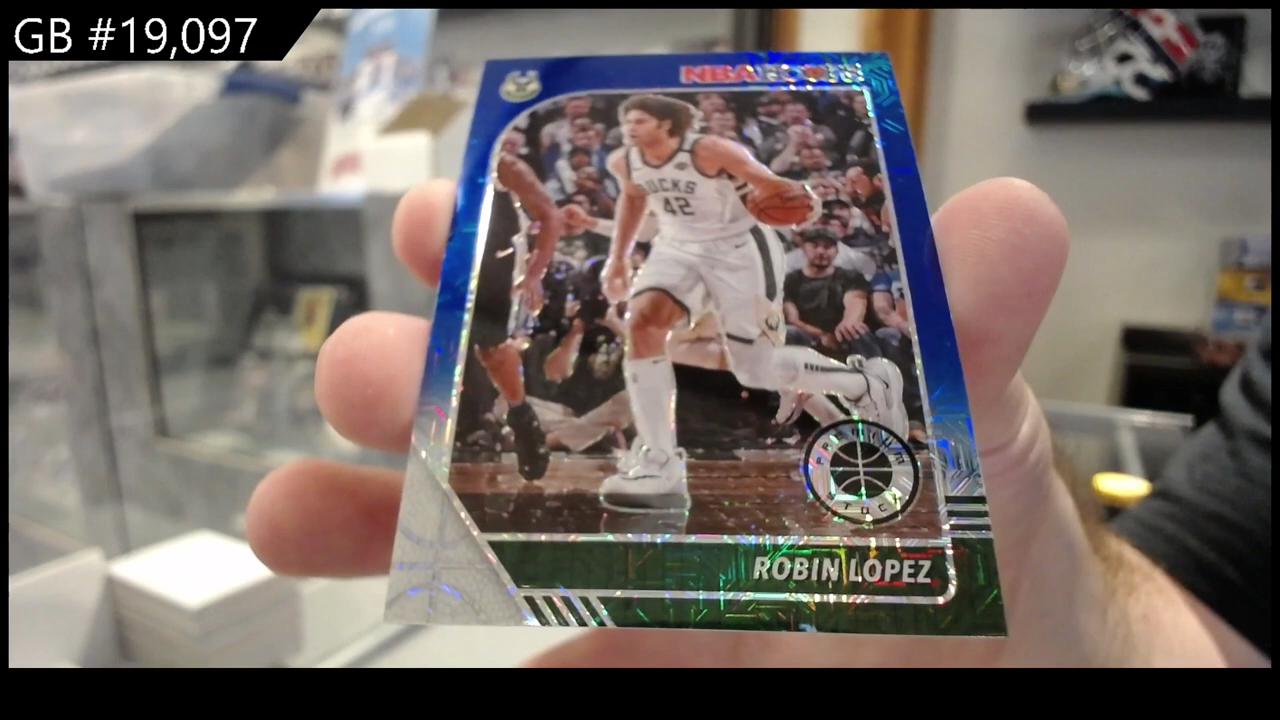 GB #19,097
NBA HOOPS
BUCKS
42
PREMIUM
STOCK
ROBIN LOPEZ